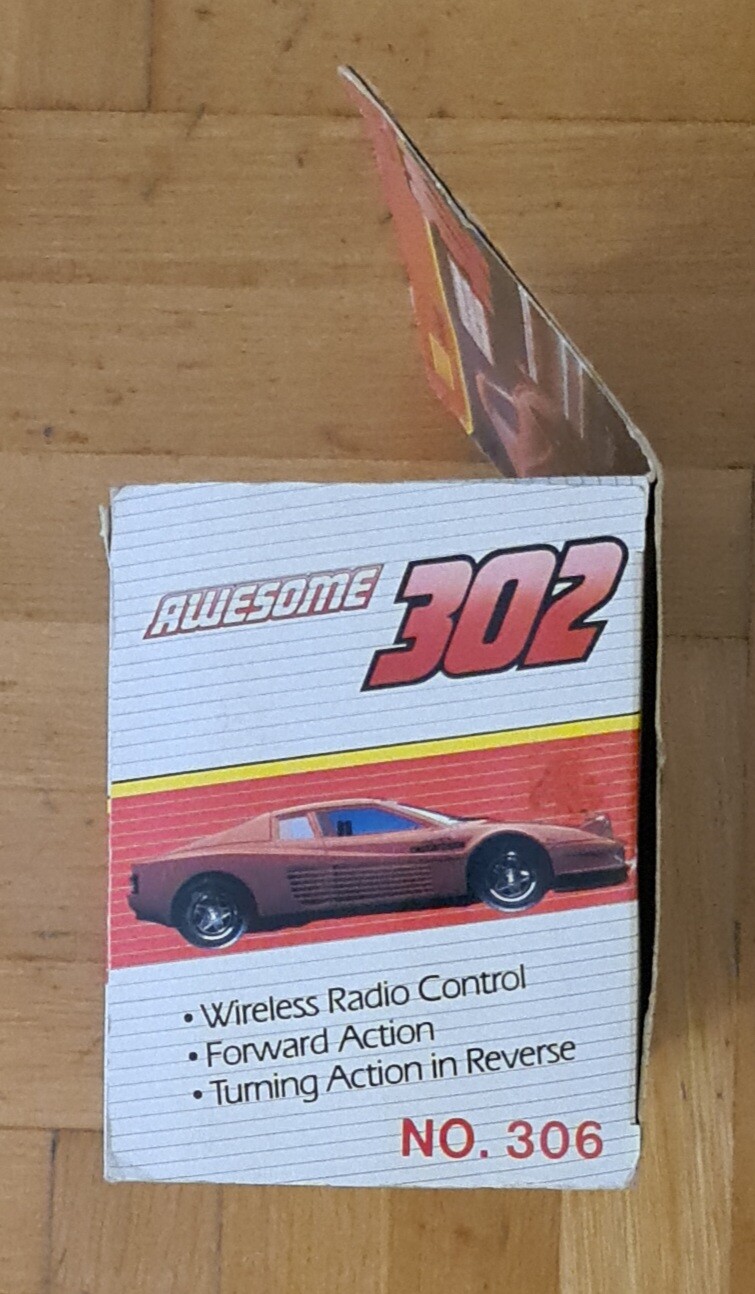 AWESOME 302
• Wireless Radio Control
• Forward Action
• Turning Action in Reverse
NO. 306